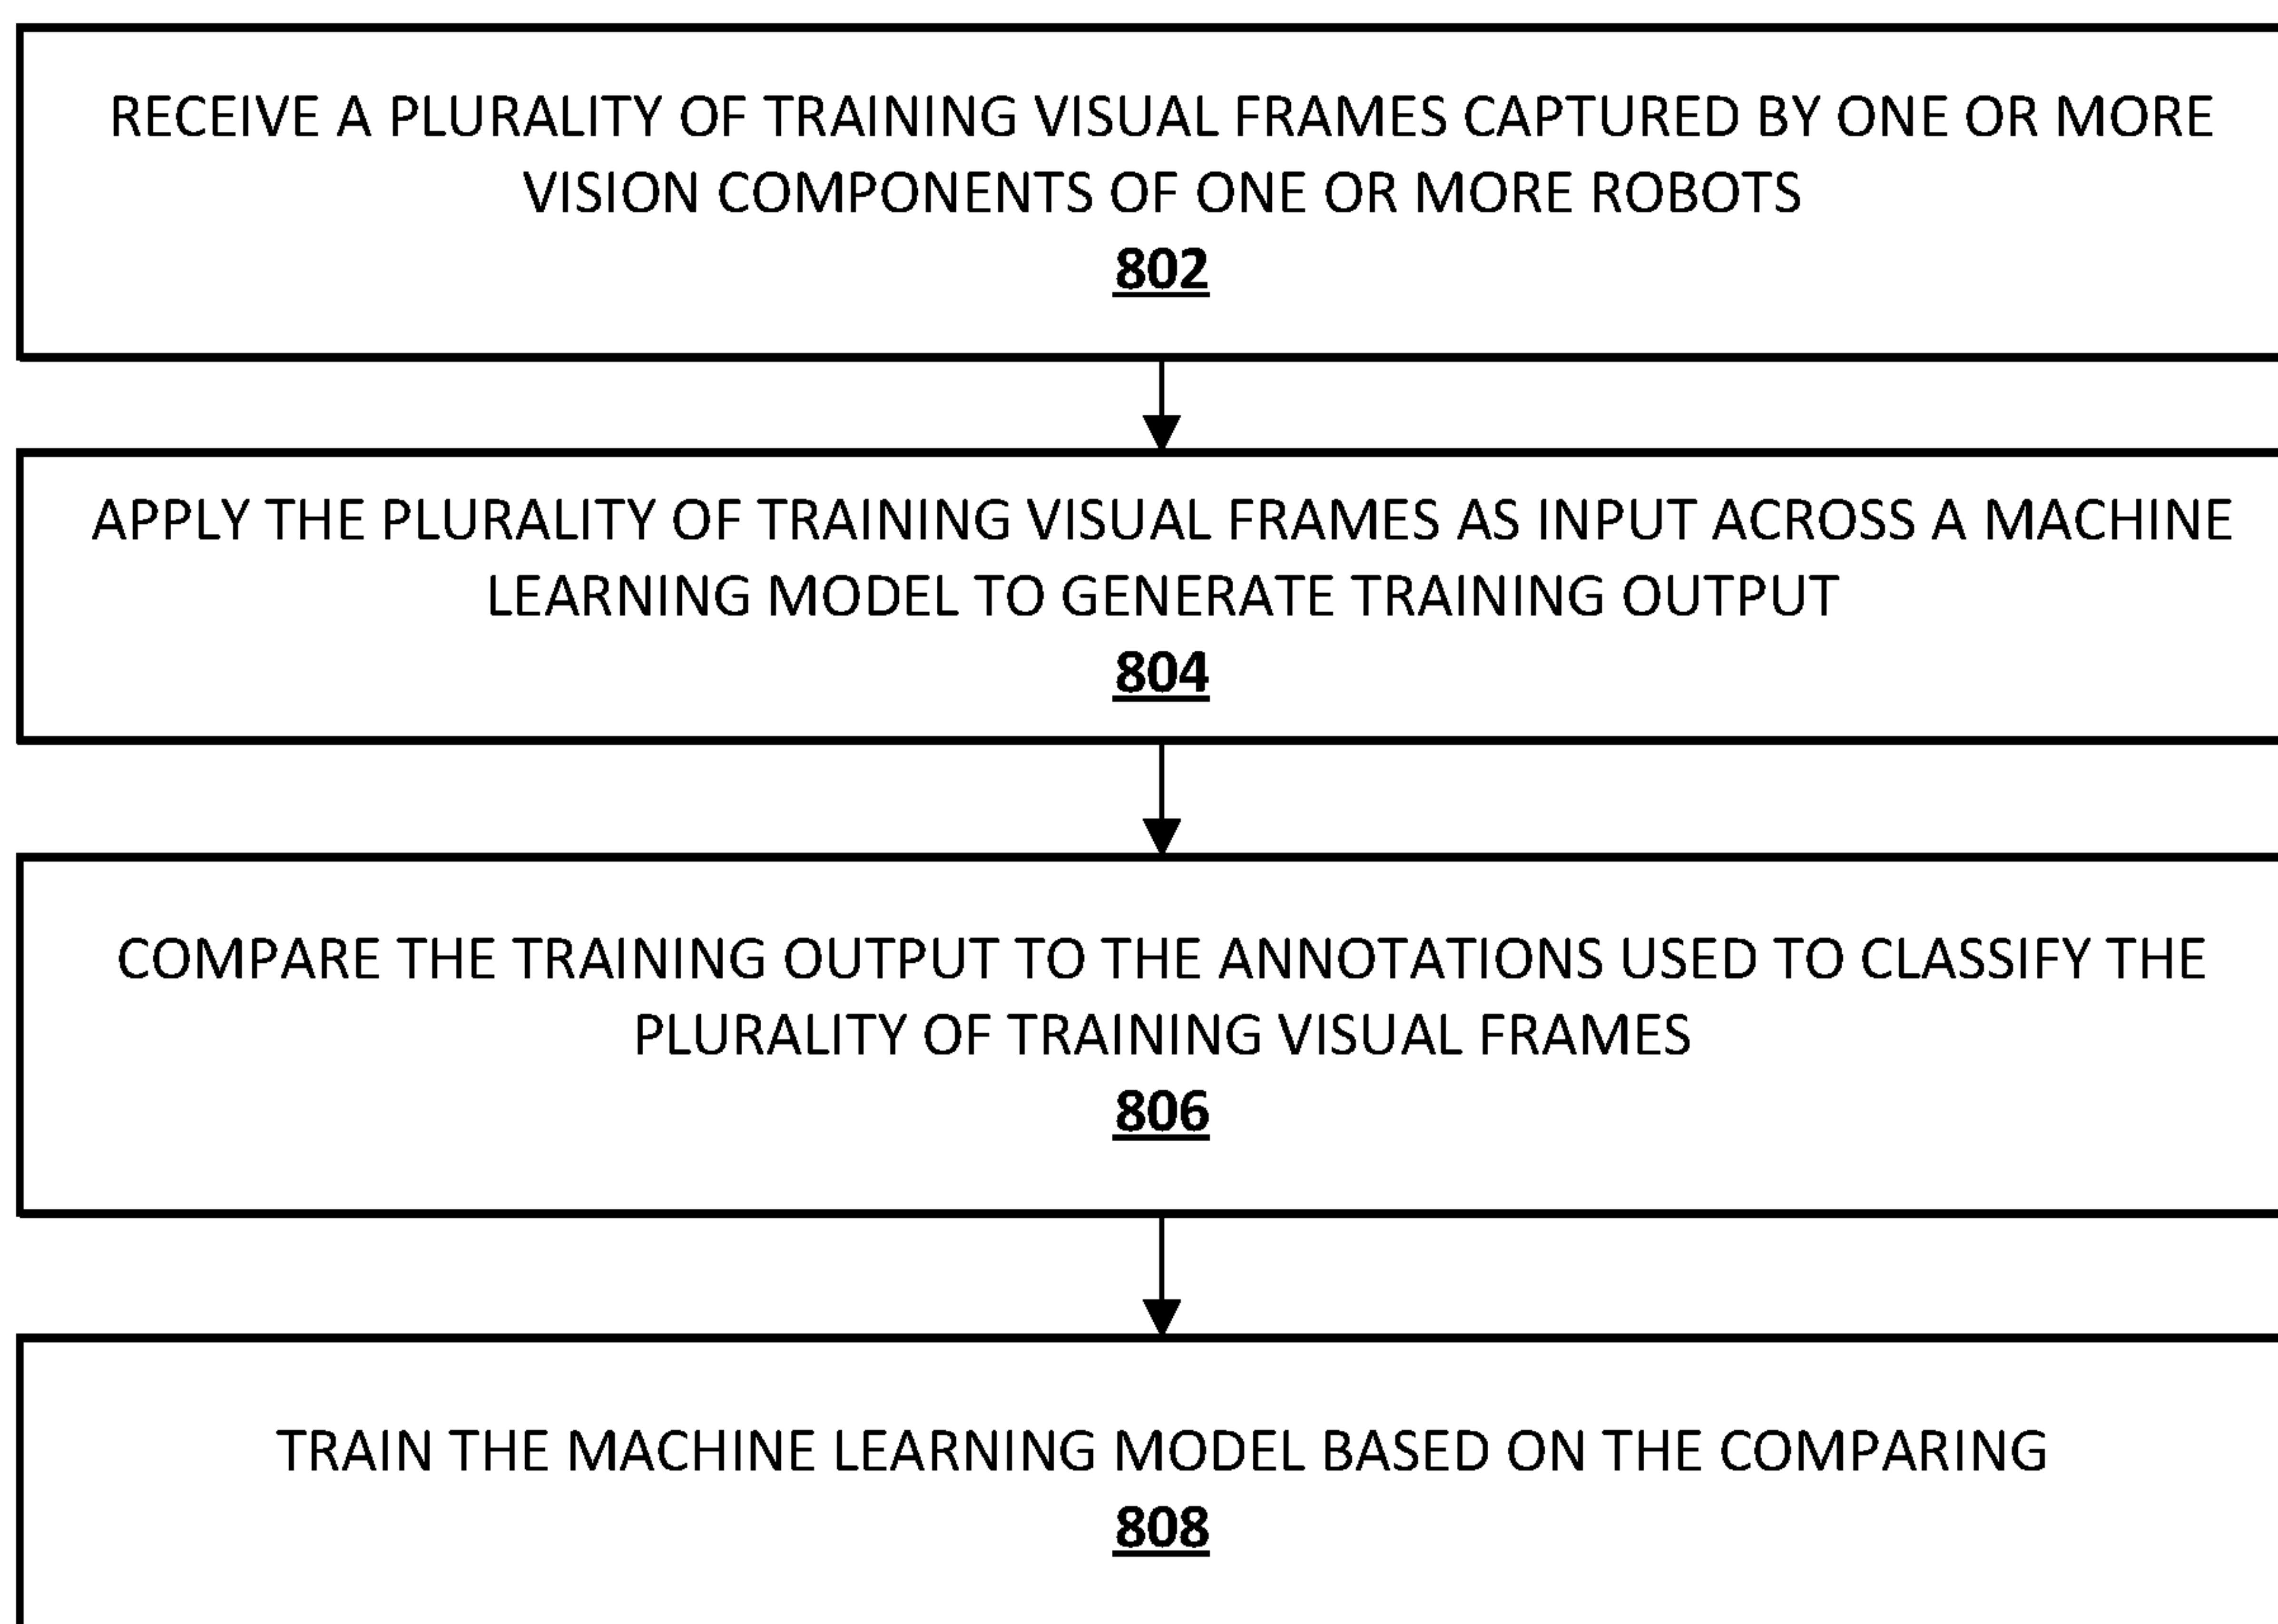 RECEIVE A PLURALITY OF TRAINING VISUAL FRAMES CAPTURED BY ONE OR MORE
VISION COMPONENTS OF ONE OR MORE ROBOTS
802
APPLY THE PLURALITY OF TRAINING VISUAL FRAMES AS INPUT ACROSS A MACHINE
LEARNING MODEL TO GENERATE TRAINING OUTPUT
804
COMPARE THE TRAINING OUTPUT TO THE ANNOTATIONS USED TO CLASSIFY THE
PLURALITY OF TRAINING VISUAL FRAMES
806
TRAIN THE MACHINE LEARNING MODEL BASED ON THE COMPARING
808